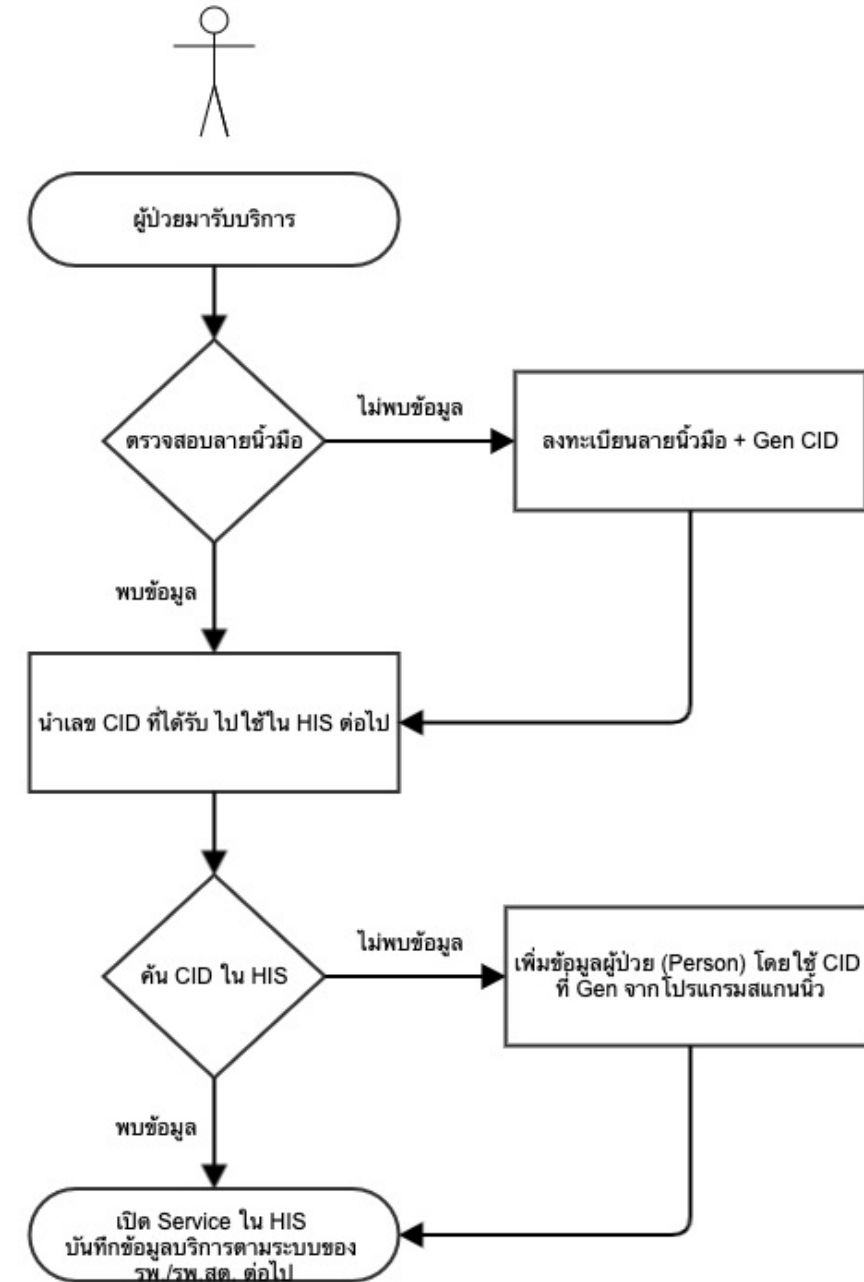 ผู้ป่วยมารับบริการ
ตรวจสอบลายนิ้วมือ
ไม่พบข้อมูล
ลงทะเบียนลายนิ้วมือ + Gen CID
พบข้อมูล
นำเลข CID ที่ได้รับ ไปใช้ใน HIS ต่อไป
ค้น CID ใน HIS
ไม่พบข้อมูล
เพิ่มข้อมูลผู้ป่วย (Person) โดยใช้ CID
ที่ Gen จากโปรแกรมสแกนนิ้ว
พบข้อมูล
เปิด Service ใน HIS
บันทึกข้อมูลบริการตามระบบของ
รพ./รพ.สต. ต่อไป